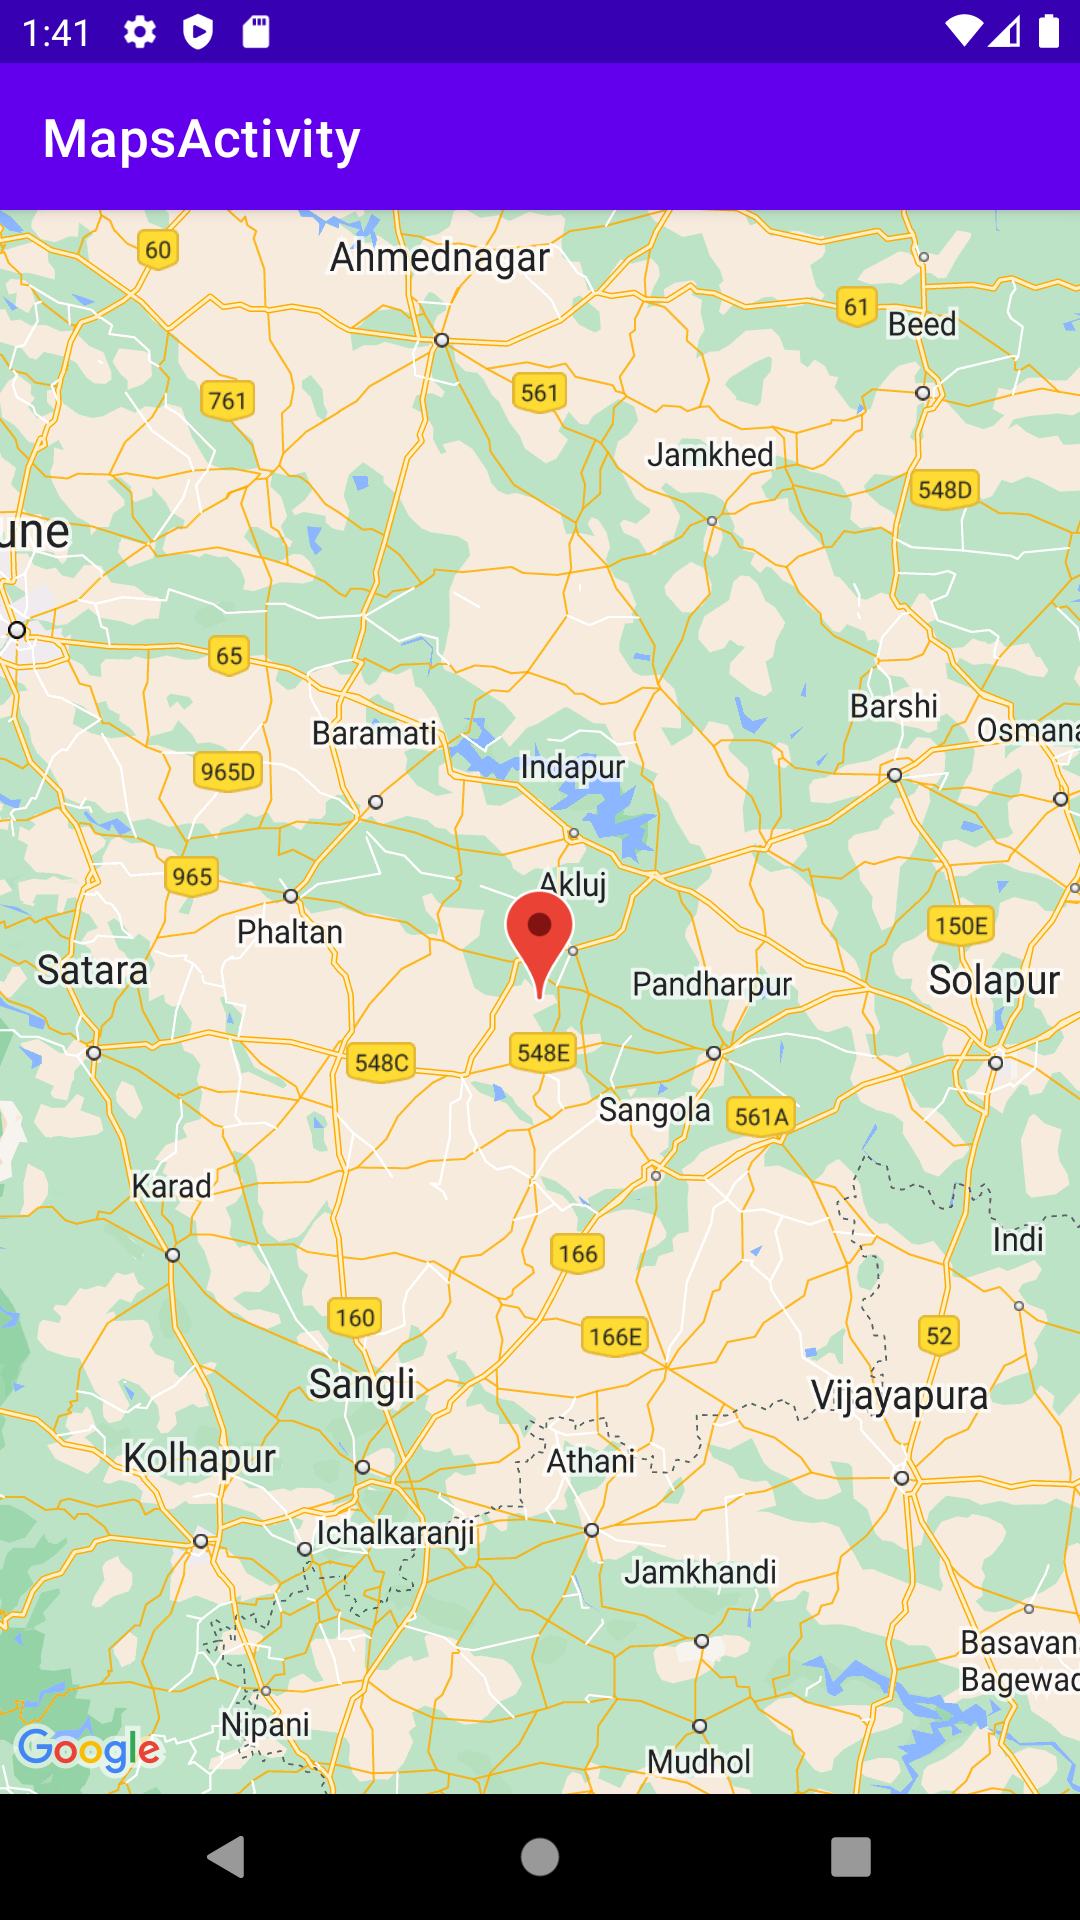 1:41
MapsActivity
60
Ahmednagar
61
Beed
761
561
Jamkhed
548D
une
65
Barshi
Baramati
Osmana
965D
Indapur
965
Akluj
Phaltan
150E
Satara
Pandharpur
Solapur
548C
548E
Sangola
561A
Karad
Indi
166
160
166E
52
Sangli
Vijayapura
Kolhapur
Athani
Ichalkaranji
Jamkhandi
Basavan
Bagewad
Nipani
Google
Mudhol